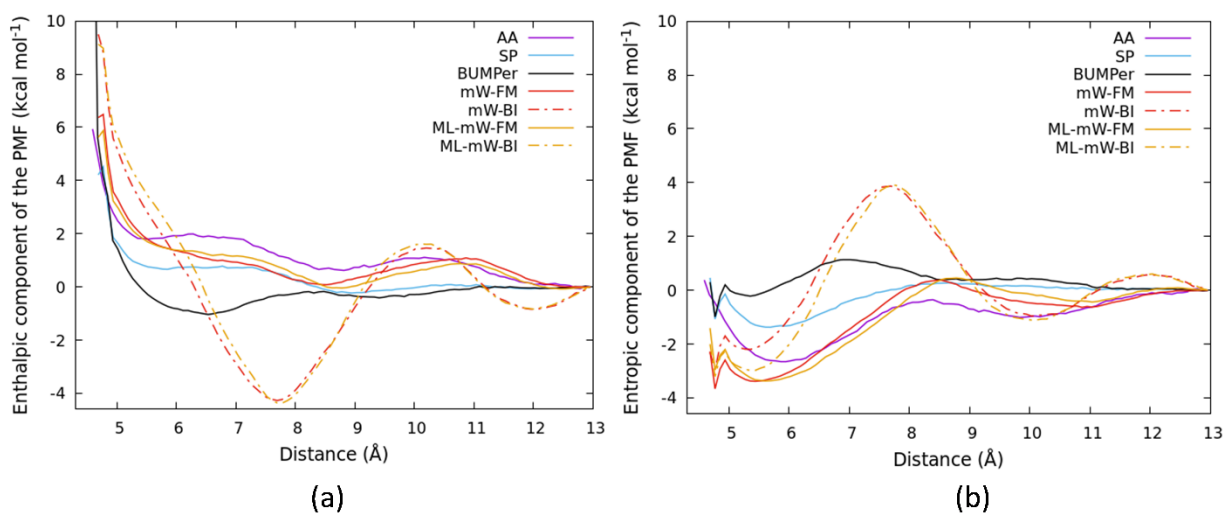 Enthalpic component of the PMF (kcal mol⁻¹)
10
8
6
4
2
0
-2
-4
AA
SP
BUMPer
mW-FM
mW-BI
ML-mW-FM
ML-mW-BI
5 6 7 8 9 10 11 12 13
Distance (Å)
(a)
Entropic component of the PMF (kcal mol⁻¹)
10
8
6
4
2
0
-2
-4
AA
SP
BUMPer
mW-FM
mW-BI
ML-mW-FM
ML-mW-BI
5 6 7 8 9 10 11 12 13
Distance (Å)
(b)